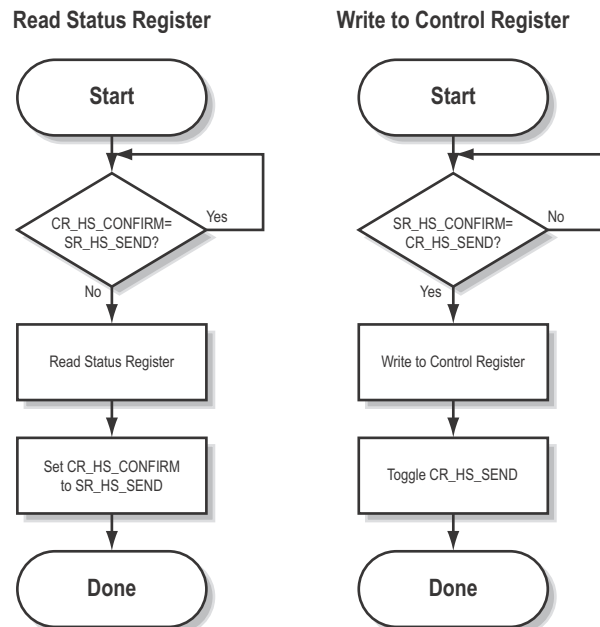 Read Status Register
Start
CR_HS_CONFIRM=
SR_HS_SEND?
Yes
No
Read Status Register
Set CR_HS_CONFIRM
to SR_HS_SEND
Done
Write to Control Register
Start
SR_HS_CONFIRM=
CR_HS_SEND?
No
Yes
Write to Control Register
Toggle CR_HS_SEND
Done